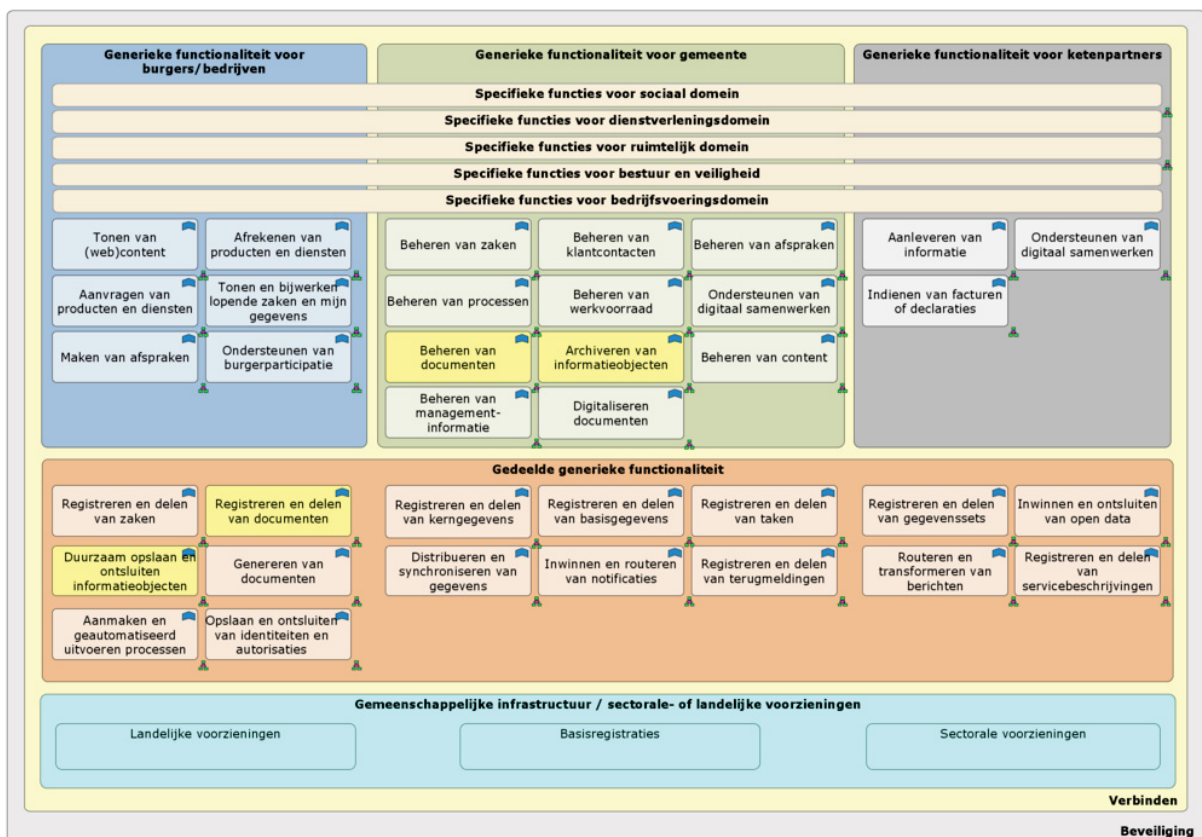 Generieke functionaliteit voor
burgers/bedrijven
Generieke functionaliteit voor gemeente
Generieke functionaliteit voor ketenpartners
Specifieke functies voor sociaal domein
Specifieke functies voor dienstverleningsdomein
Specifieke functies voor ruimtelijk domein
Specifieke functies voor bestuur en veiligheid
Specifieke functies voor bedrijfsvoeringsdomein
Tonen van
(web)content
Afrekenen van
producten en diensten
Aanvragen van
producten en diensten
Tonen en bijwerken
lopende zaken en mijn
gegevens
Maken van afspraken
Ondersteunen van
burgerparticipatie
Beheren van zaken
Beheren van
klantcontacten
Beheren van afspraken
Beheren van processen
Beheren van
werkvoorraad
Ondersteunen van
digitaal samenwerken
Beheren van
documenten
Archiveren van
informatieobjecten
Beheren van content
Beheren van
management-
informatie
Digitaliseren
documenten
Aanleveren van
informatie
Ondersteunen van
digitaal samenwerken
Indienen van facturen
of declaraties
Gedeelde generieke functionaliteit
Registreren en delen
van zaken
Registreren en delen
van documenten
Registreren en delen
van kerngegevens
Registreren en delen
van basisgegevens
Registreren en delen
van taken
Registreren en delen
van gegevenssets
Inwinnen en ontsluiten
van open data
Duurzaam opslaan en
ontsluiten
informatieobjecten
Genereren van
documenten
Distribueren en
synchroniseren van
gegevens
Inwinnen en routeren
van notificaties
Registreren en delen
van terugmeldingen
Routeren en
transformeren van
berichten
Registreren en delen
van
servicebeschrijvingen
Aanmaken en
geautomatiseerd
uitvoeren processen
Opslaan en ontsluiten
van identiteiten en
autorisaties
Gemeenschappelijke infrastructuur / sectorale- of landelijke voorzieningen
Landelijke voorzieningen
Basisregistraties
Sectorale voorzieningen
Verbinden
Beveiliging